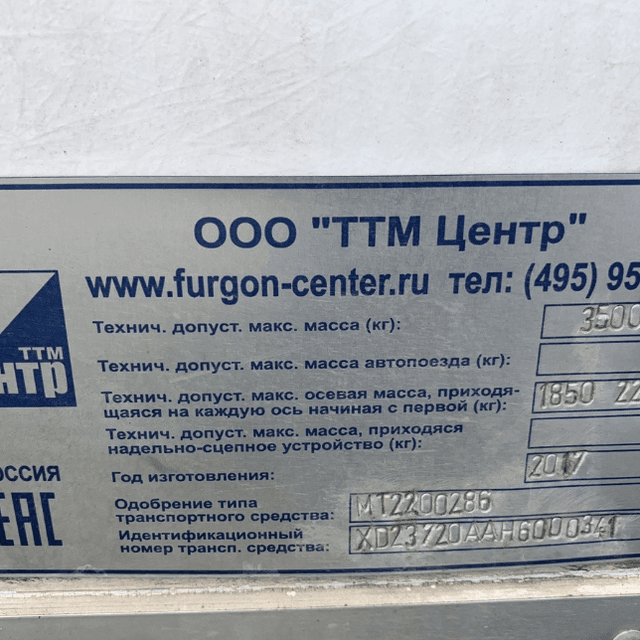 ООО "ТТМ Центр"
www.furgon-center.ru тел: (495) 95
Технич. допуст. макс. масса (кг): 3500
ТТМ
нтр
Технич. допуст. макс. масса автопоезда (кг):
Технич. допуст. макс. осевая масса, приходя-
щаяся на каждую ось начиная с первой (кг): 1850 22
Технич. допуст. макс. масса, приходяся
надельно-сцепное устройство (кг):
ОССИЯ
Год изготовления: 2017
ЕАС
Одобрение типа
транспортного средства: МТ2200286
Идентификационный
номер трансп. средства: XD23720AAH6000341